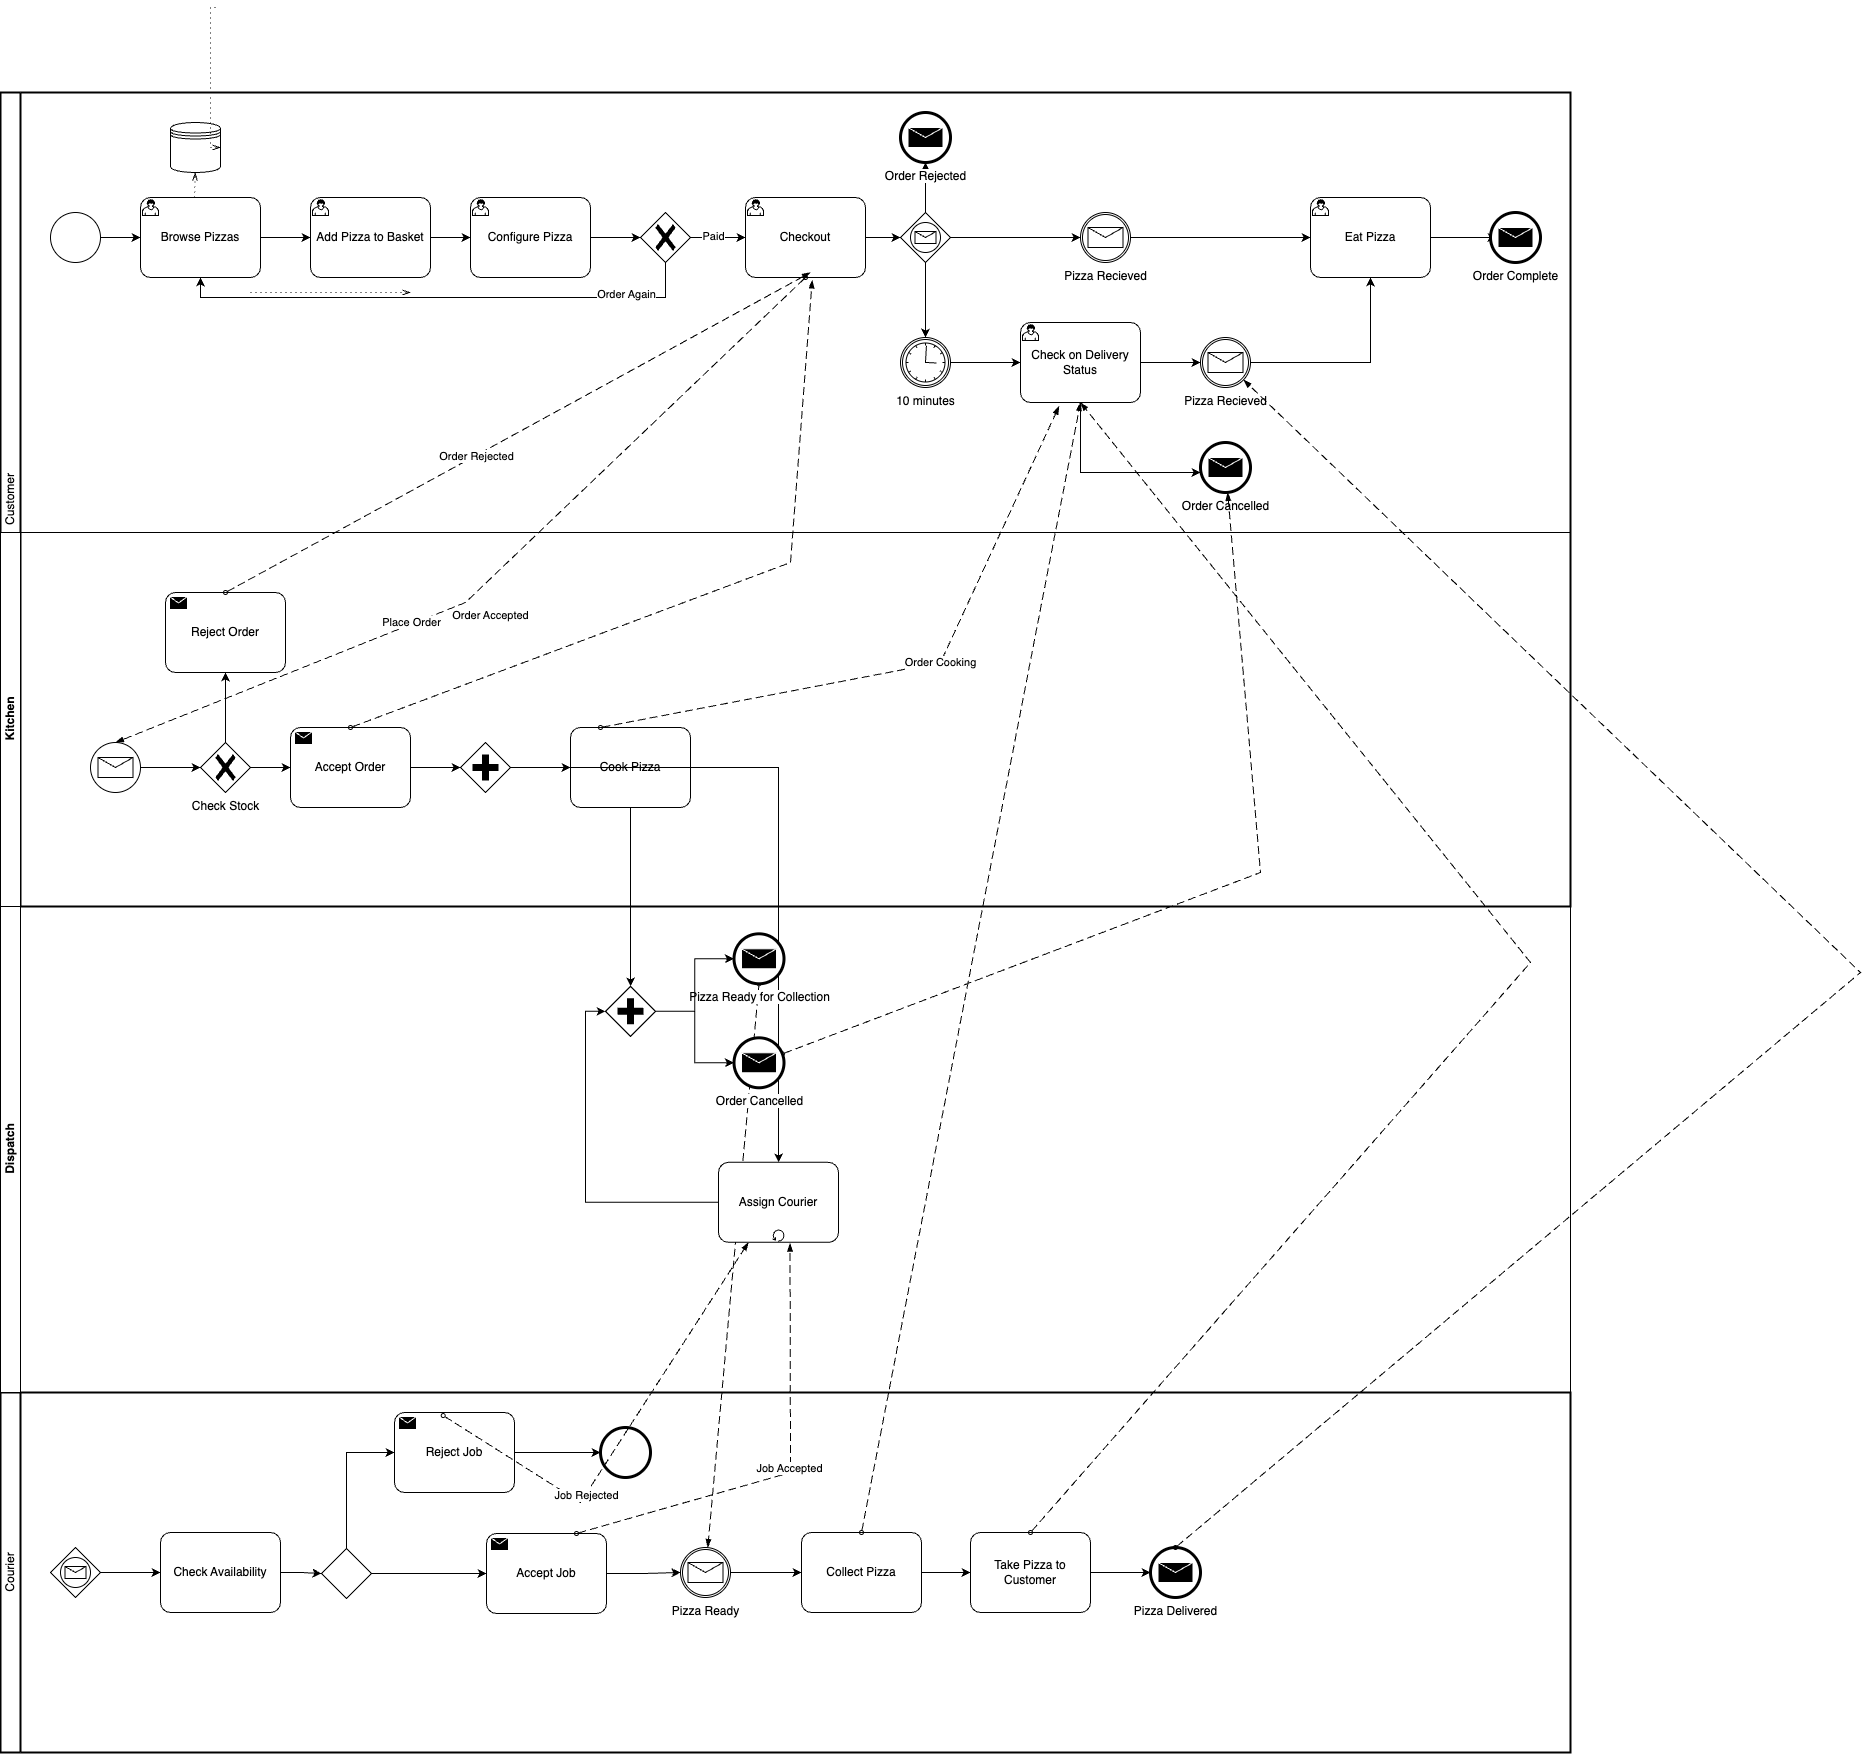 Order Rejected
Browse Pizzas
Add Pizza to Basket
Configure Pizza
Paid
Checkout
Eat Pizza
Pizza Recieved
Order Complete
Order Again
Check on Delivery
Status
10 minutes
Pizza Recieved
Order Rejected
Order Cancelled
Customer
Reject Order
Place Order
Order Accepted
Order Cooking
Kitchen
Accept Order
Cook Pizza
Check Stock
Pizza Ready for Collection
Order Cancelled
Dispatch
Assign Courier
Reject Job
Job Accepted
Job Rejected
Courier
Check Availability
Accept Job
Collect Pizza
Take Pizza to
Customer
Pizza Ready
Pizza Delivered